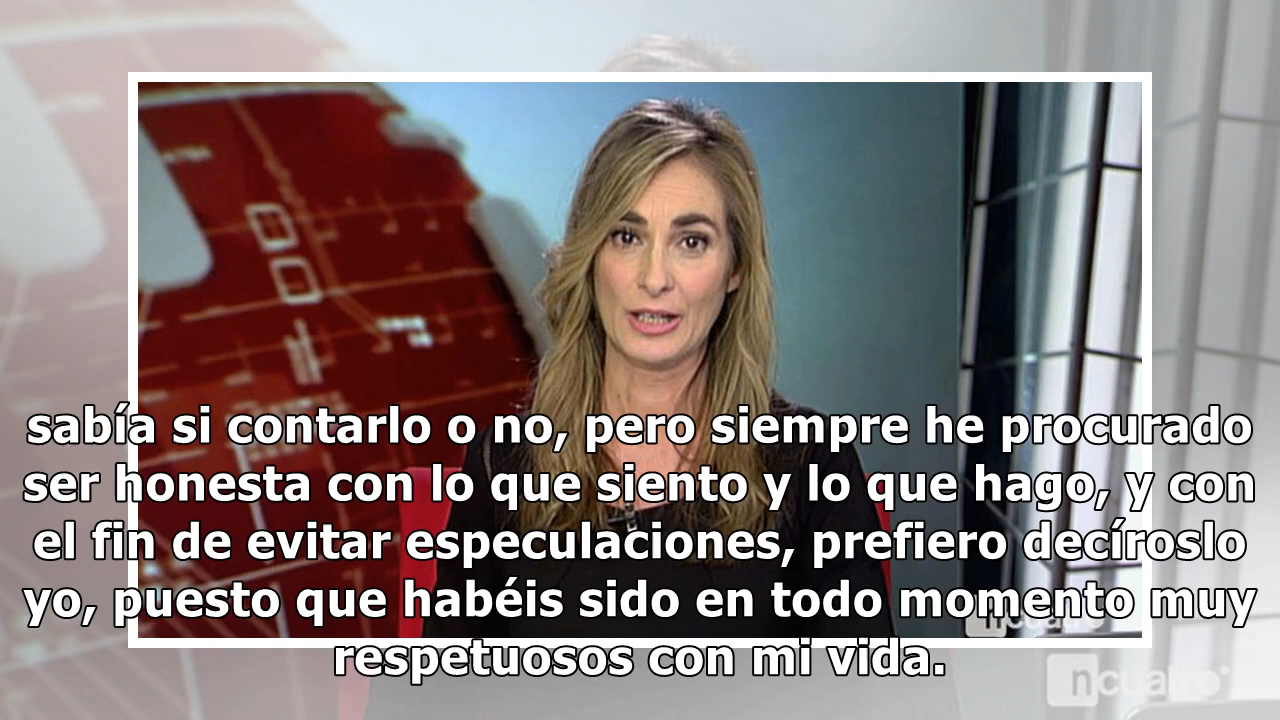 sabía si contarlo o no, pero siempre he procurado
ser honesta con lo que siento y lo que hago, y con
el fin de evitar especulaciones, prefiero decíroslo
yo, puesto que habéis sido en todo momento muy
respetuosos con mi vida.
ncuatro